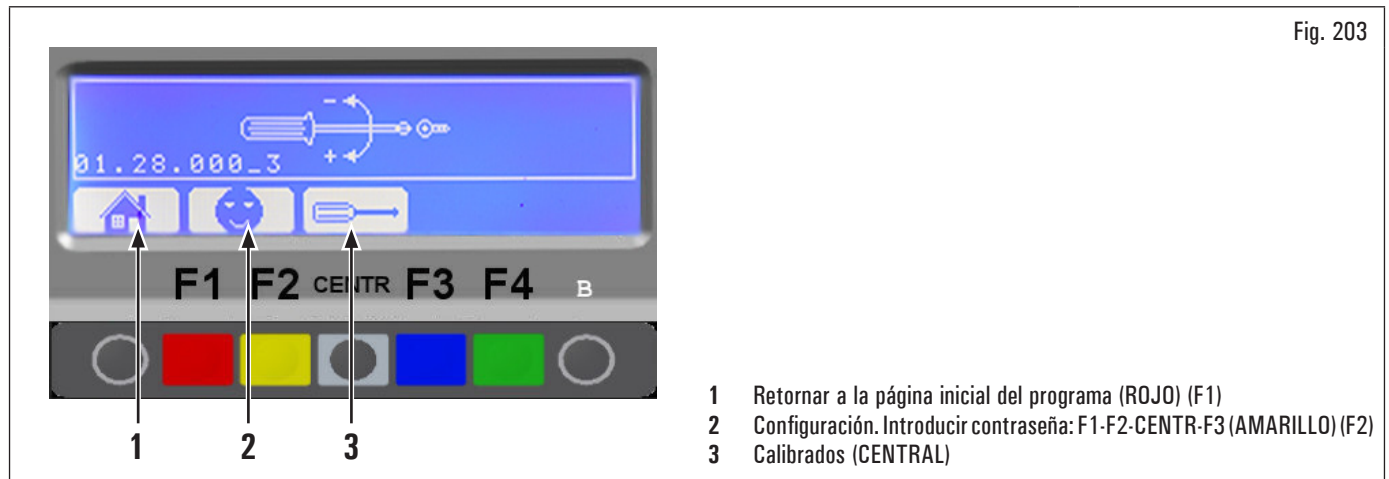 Fig. 203
- 
+
01.28.000_3
F1 F2 CENTR F3 F4 B
1 2 3
1 Retornar a la página inicial del programa (ROJO) (F1)
2 Configuración. Introducir contraseña: F1-F2-CENTR-F3 (AMARILLO) (F2)
3 Calibrados (CENTRAL)